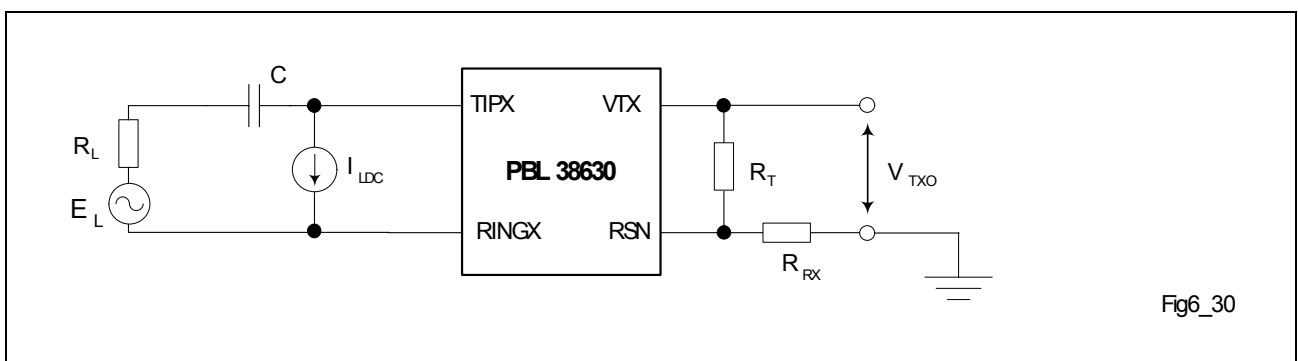 C
TIPX VTX
R_L I_LDC PBL 38630 R_T V_TXO
E_L
RINGX RSN
R_RX
Fig6_30